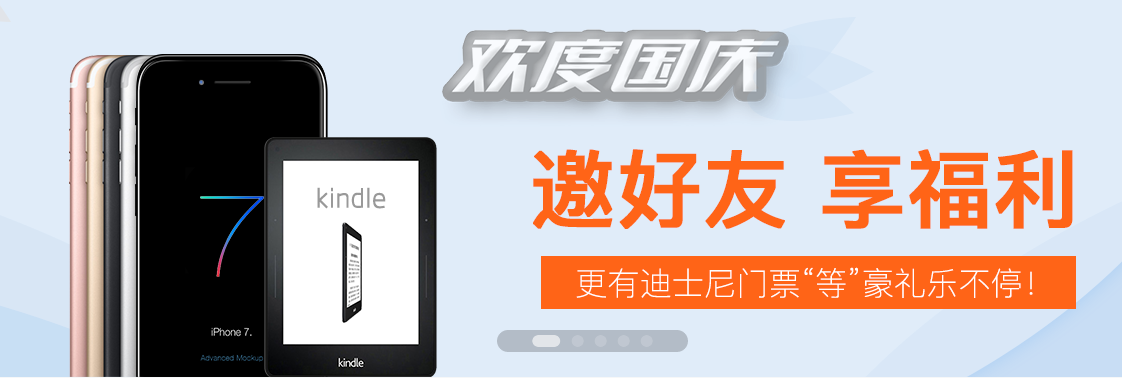 欢度国庆
邀好友 享福利
更有迪士尼门票“等”豪礼乐不停!
7
iPhone 7.
Advanced Mockup
kindle
kindle